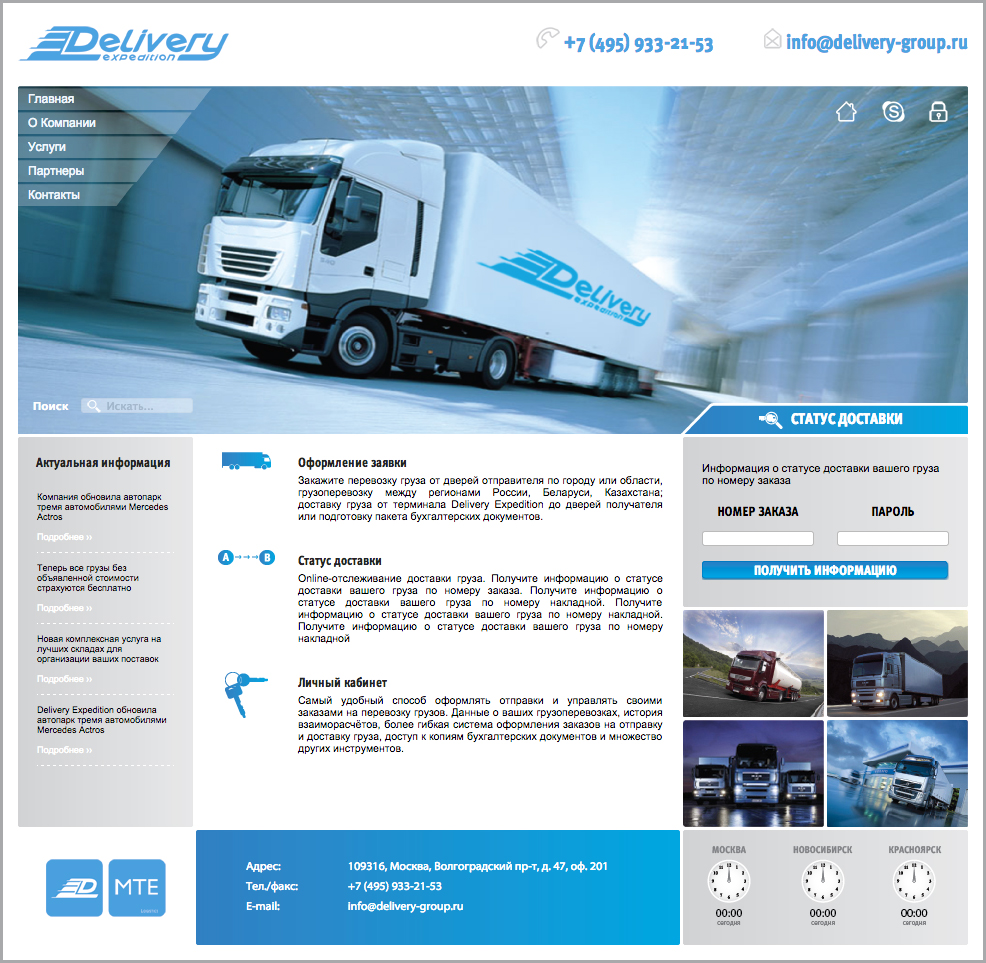 Delivery
expedition
+7 (495) 933-21-53
info@delivery-group.ru
Главная
О Компании
Услуги
Партнеры
Контакты
Delivery
expedition
Поиск
Искать...
СТАТУС ДОСТАВКИ
Актуальная информация
Компания обновила автопарк
тремя автомобилями Mercedes
Actros
Подробнее ››
Теперь все грузы без
объявленной стоимости
страхуются бесплатно
Подробнее ››
Новая комплексная услуга на
лучших складах для
организации ваших поставок
Подробнее ››
Delivery Expedition обновила
автопарк тремя автомобилями
Mercedes Actros
Подробнее ››
Оформление заявки
Закажите перевозку груза от дверей отправителя по городу или области,
грузоперевозку между регионами России, Беларуси, Казахстана;
доставку груза от терминала Delivery Expedition до дверей получателя
или подготовку пакета бухгалтерских документов.
A B
Статус доставки
Online-отслеживание доставки груза. Получите информацию о статусе
доставки вашего груза по номеру заказа. Получите информацию о
статусе доставки вашего груза по номеру накладной. Получите
информацию о статусе доставки вашего груза по номеру накладной.
Получите информацию о статусе доставки вашего груза по номеру
накладной
Личный кабинет
Самый удобный способ оформлять отправки и управлять своими
заказами на перевозку грузов. Данные о ваших грузоперевозках, история
взаиморасчётов, более гибкая система оформления заказов на отправку
и доставку груза, доступ к копиям бухгалтерских документов и множество
других инструментов.
Информация о статусе доставки вашего груза
по номеру заказа
НОМЕР ЗАКАЗА ПАРОЛЬ
ПОЛУЧИТЬ ИНФОРМАЦИЮ
D MTE
Адрес: 109316, Москва, Волгоградский пр-т, д. 47, оф. 201
Тел./факс: +7 (495) 933-21-53
E-mail: info@delivery-group.ru
МОСКВА НОВОСИБИРСК КРАСНОЯРСК
00:00 00:00 00:00
сегодня сегодня сегодня